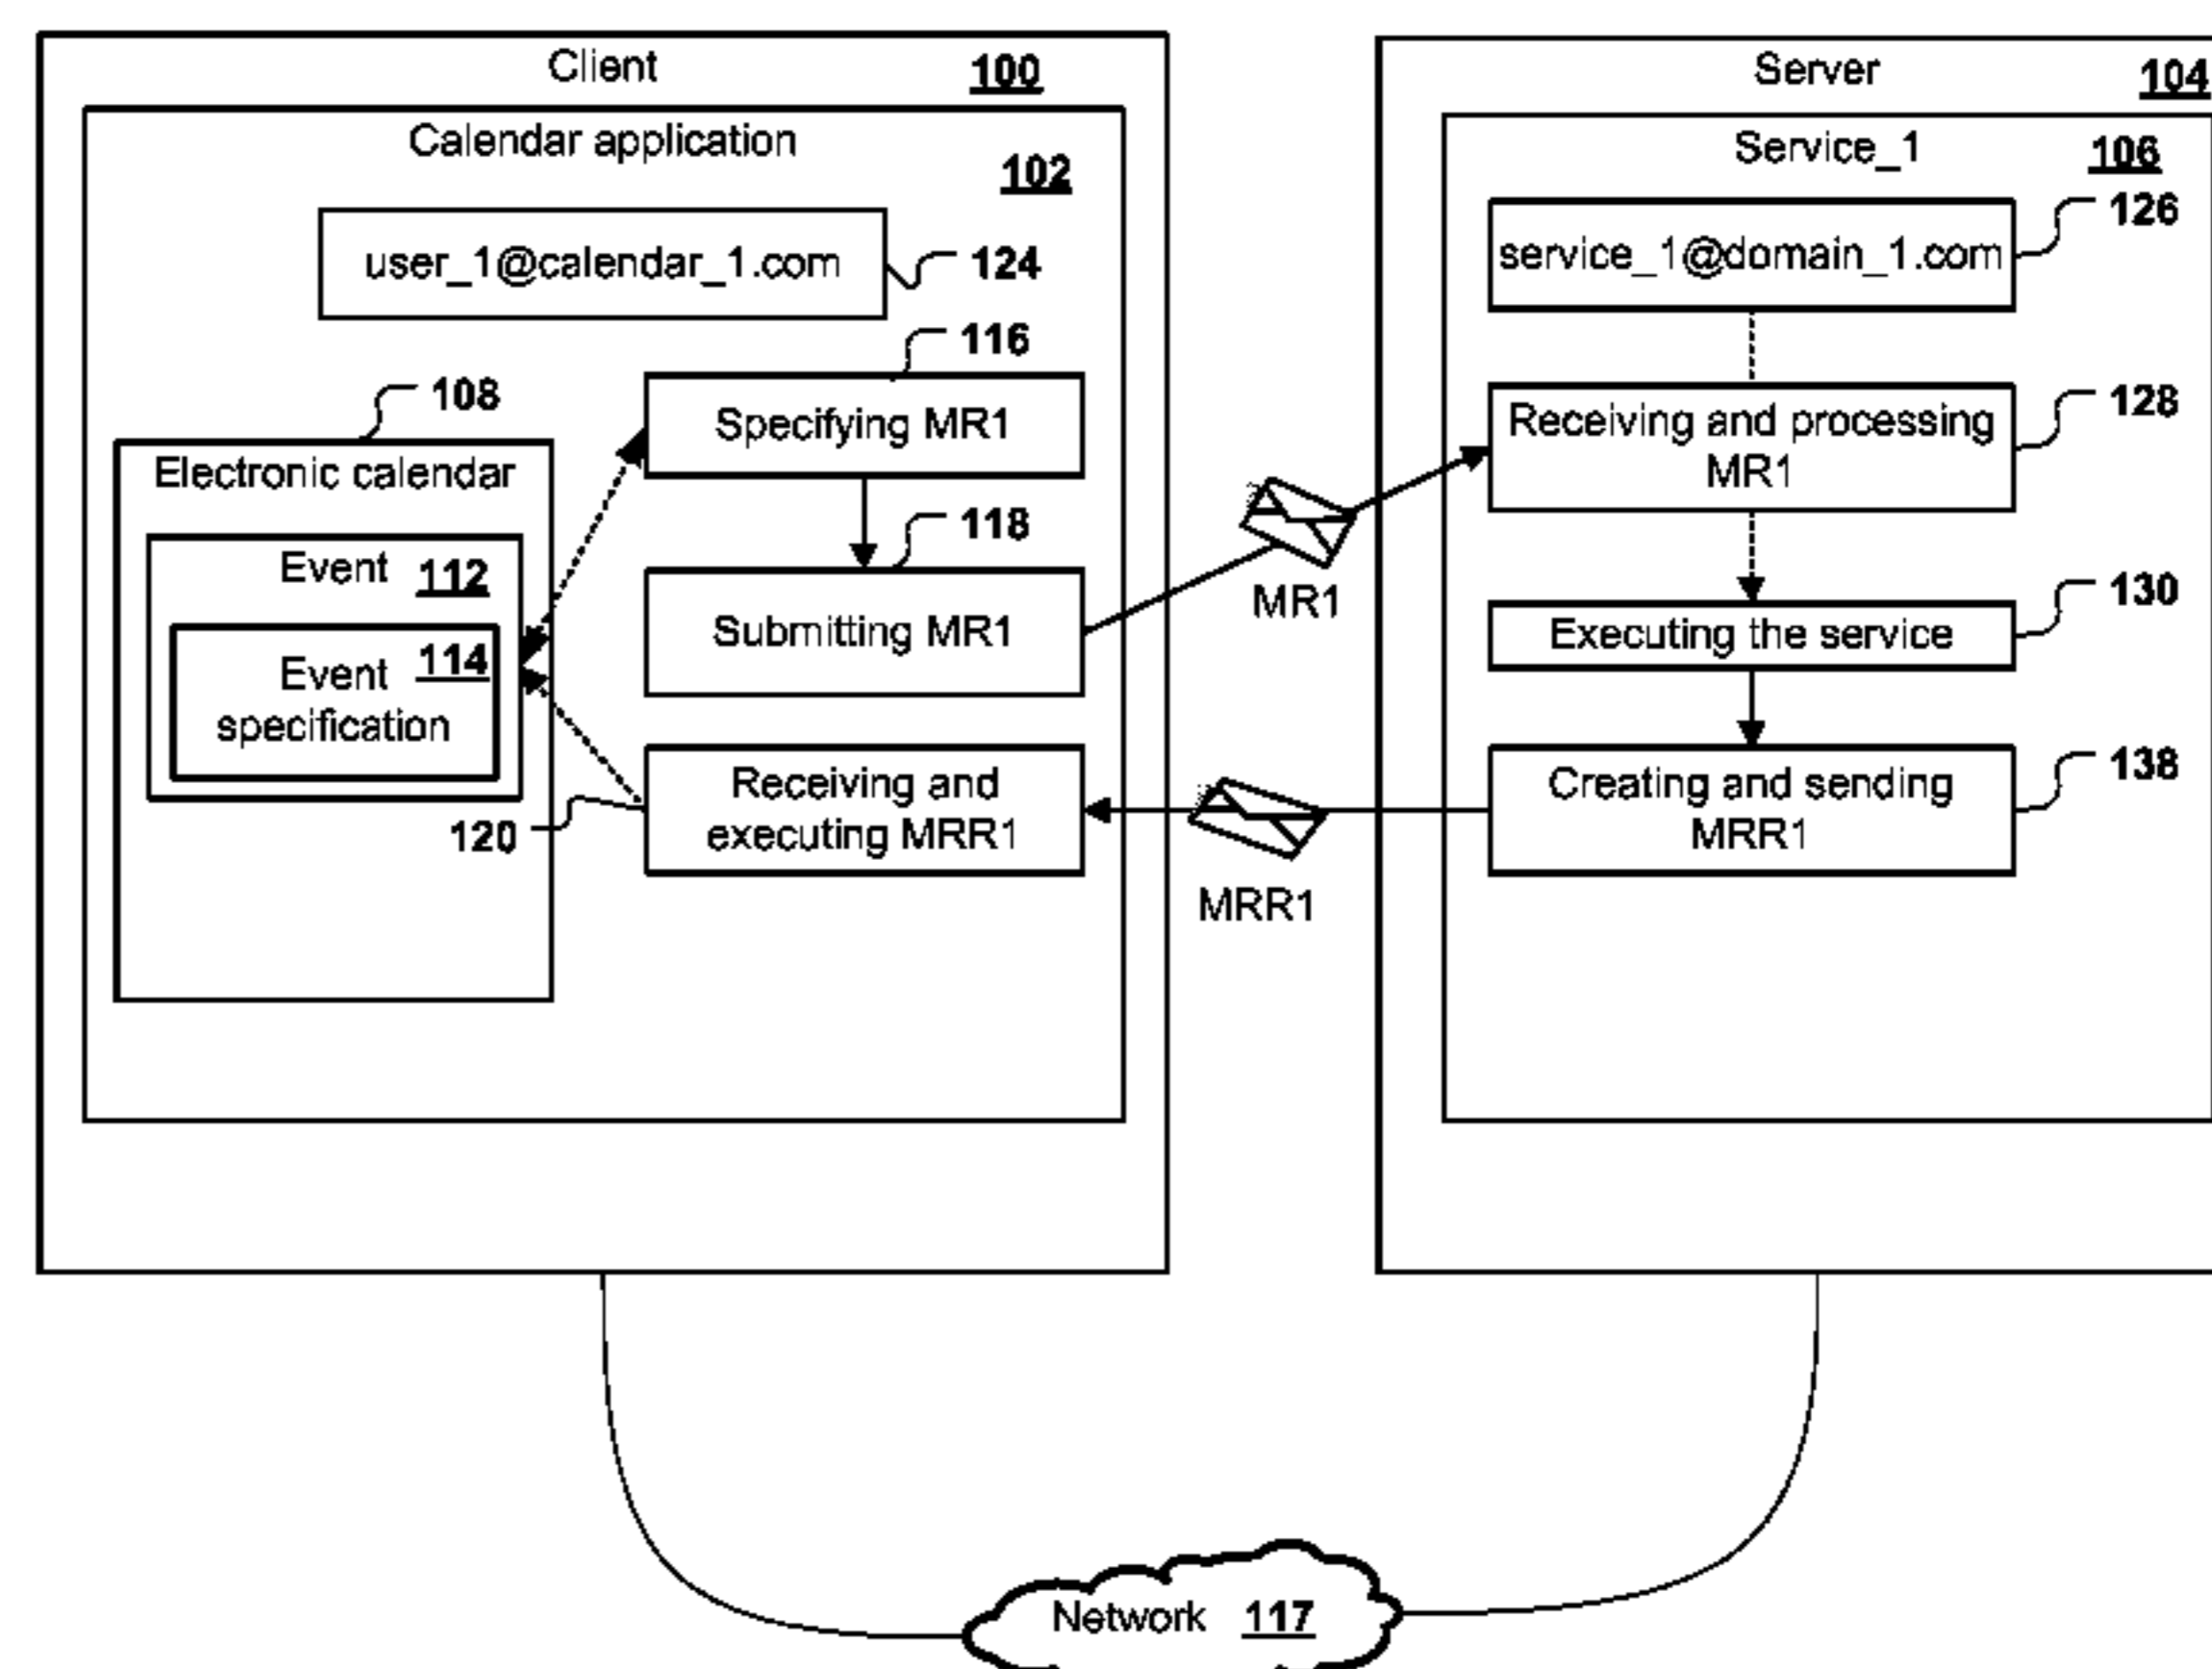 Client 100
Calendar application
102
user_1@calendar_1.com
124
116
Specifying MR1
108
Electronic calendar
118
Event 112
Submitting MR1
Event 114
specification
Receiving and
executing MRR1
120
MR1
MRR1
Server 104
Service_1 106
126
service_1@domain_1.com
128
Receiving and processing
MR1
130
Executing the service
138
Creating and sending
MRR1
Network 117